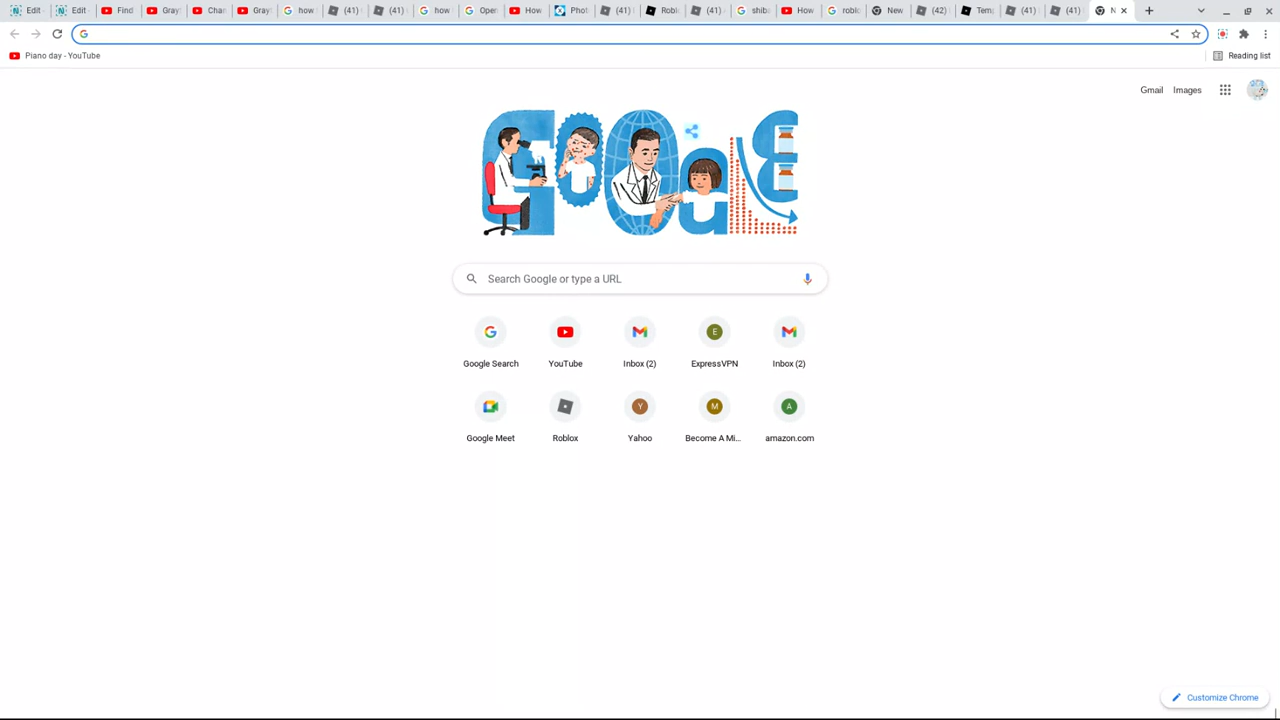 Edit
Edit
Find
Gray
Cha
Gray
how
(41)
(41)
how
Oper
How
Phot
(41)
Robl
(41)
shib
How
robl
New
(42)
Tem
(41)
(41)
N
Piano day - YouTube
Reading list
Gmail
Images
Search Google or type a URL
Google Search
YouTube
Inbox (2)
ExpressVPN
Inbox (2)
E
Y
M
A
Google Meet
Roblox
Yahoo
Become A Mi...
amazon.com
Customize Chrome